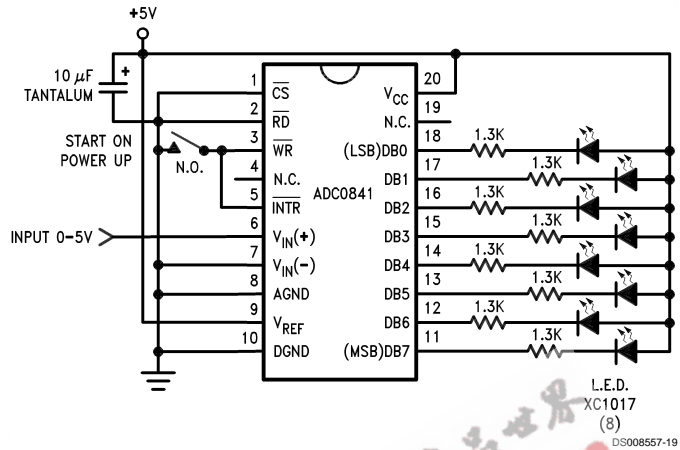 +5V
10 μF
TANTALUM
+
START ON
POWER UP
N.O.
INPUT 0–5V
1
2
3
4
5
6
7
8
9
10
CS
RD
WR
N.C.
INTR
VIN(+)
VIN(−)
AGND
VREF
DGND
ADC0841
VCC
N.C.
(LSB)DB0
DB1
DB2
DB3
DB4
DB5
DB6
(MSB)DB7
20
19
18
17
16
15
14
13
12
11
1.3K
1.3K
1.3K
1.3K
1.3K
1.3K
1.3K
1.3K
L.E.D.
XC1017
(8)
DS008557-19